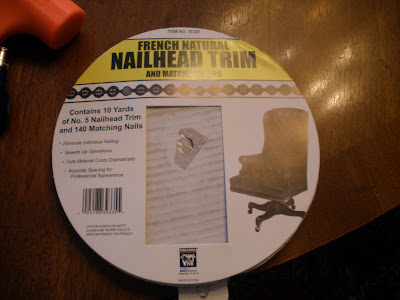 FRENCH NATURAL
NAILHEAD TRIM
AND MATCHING NAILS
Contains 10 Yards
of No. 5 Nailhead Trim
and 140 Matching Nails
• Eliminate Individual Nailing
• Speeds Up Operations
• Cuts Material Costs Dramatically
• Accurate Spacing for
Professional Appearance